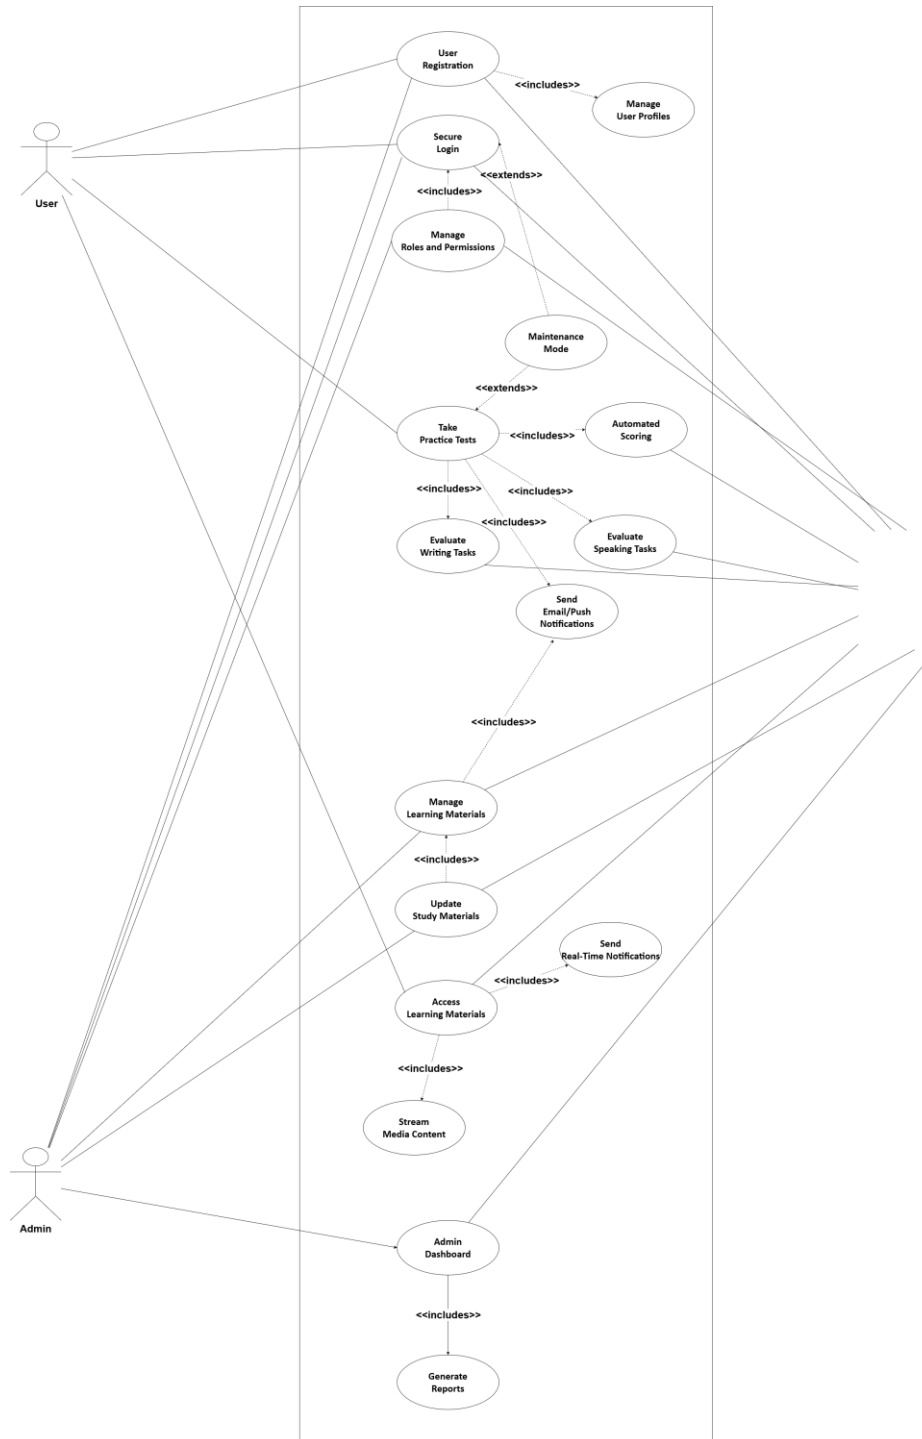 User
Registration
<<includes>>
Manage
User Profiles
Secure
Login
User
<<extends>>
<<includes>>
Manage
Roles and Permissions
Maintenance
Mode
<<extends>>
Take
Practice Tests
<<includes>>
Automated
Scoring
<<includes>>
<<includes>>
<<includes>>
Evaluate
Writing Tasks
Evaluate
Speaking Tasks
Send
Email/Push
Notifications
<<includes>>
Manage
Learning Materials
<<includes>>
Update
Study Materials
Send
Real-Time Notifications
<<includes>>
Access
Learning Materials
<<includes>>
Stream
Media Content
Admin
Admin
Dashboard
<<includes>>
Generate
Reports